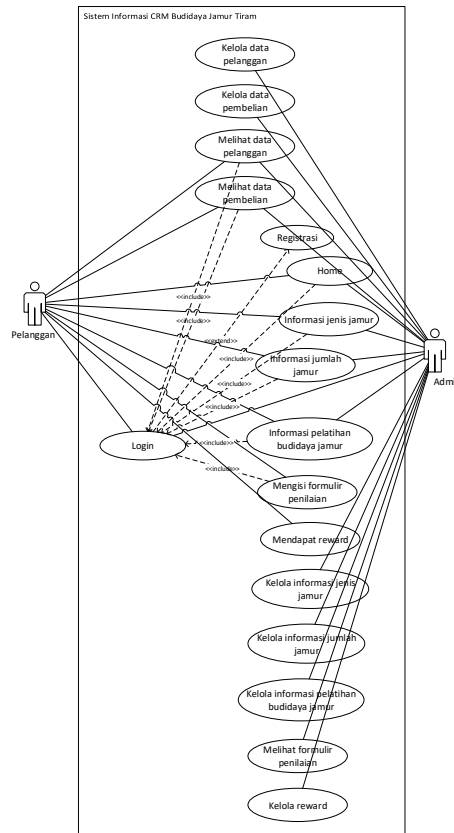 Sistem Informasi CRM Budidaya Jamur Tiram
Kelola data
pelanggan
Kelola data
pembelian
Melihat data
pelanggan
Melihat data
pembelian
Registrasi
Home
<<include>>
Pelanggan
<<include>>
Informasi jenis jamur
<<extend>>
<<include>>
Informasi jumlah
jamur
Admi
<<include>>
<<include>>
Informasi pelatihan
budidaya jamur
Login
<<include>>
<<include>>
Mengisi formulir
penilaian
Mendapat reward
Kelola informasi jenis
jamur
Kelola informasi jumlah
jamur
Kelola informasi pelatihan
budidaya jamur
Melihat formulir
penilaian
Kelola reward